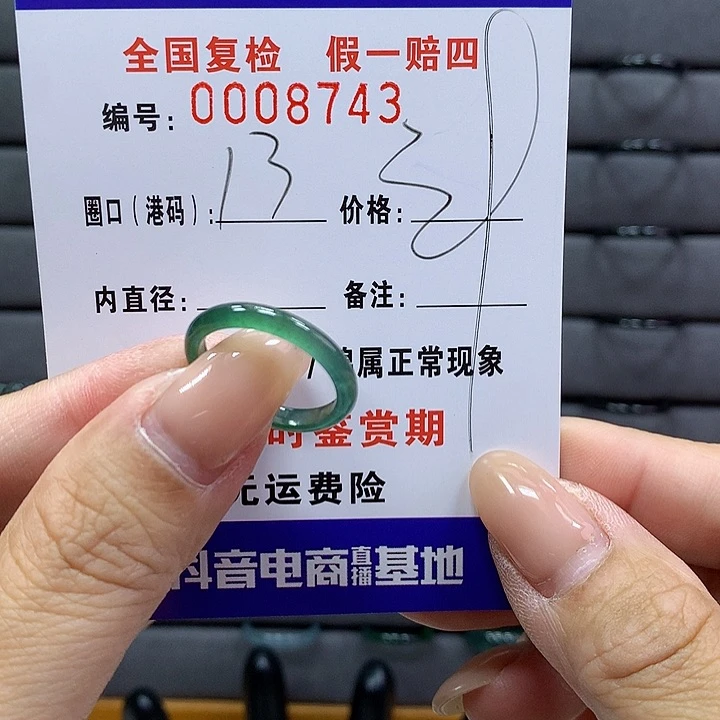 全国复检 假一赔四
编号: 0008743
圈口(港码): 13 价格:
内直径: 备注:
属正常现象
时鉴赏期
元运费险
抖音电商直播基地